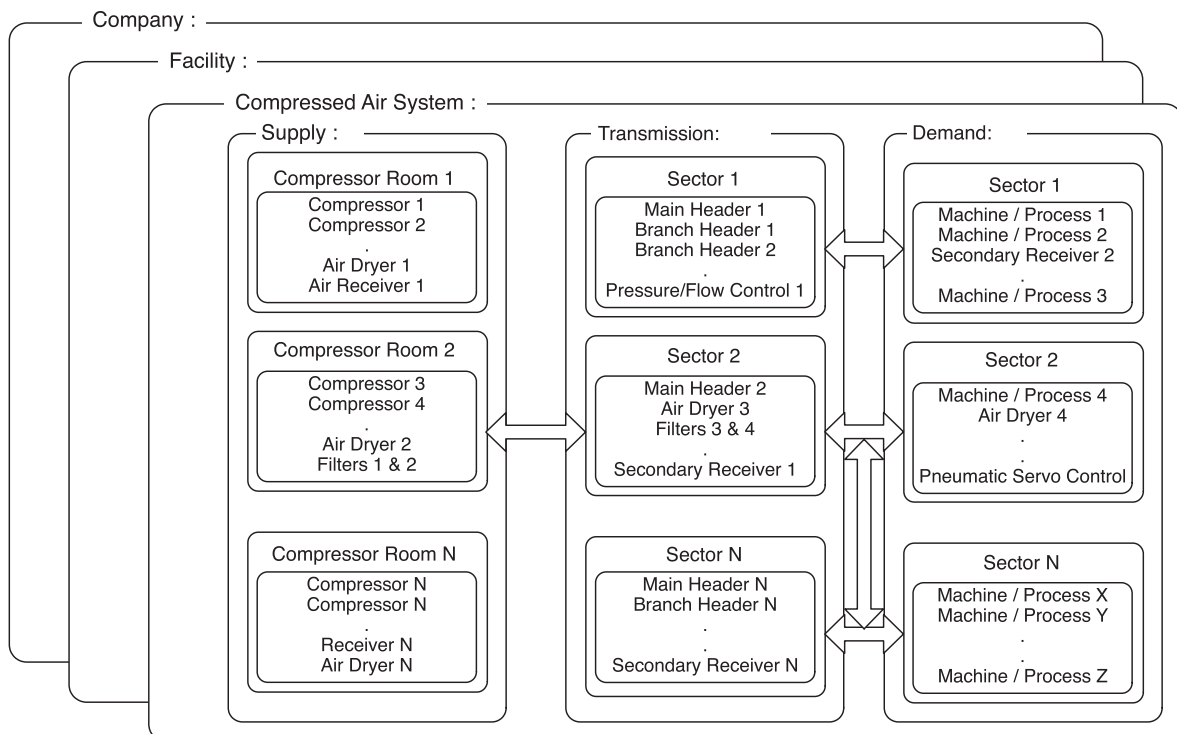 Company :
Facility :
Compressed Air System :
Supply :
Compressor Room 1
Compressor 1
Compressor 2
.
Air Dryer 1
Air Receiver 1
Compressor Room 2
Compressor 3
Compressor 4
.
Air Dryer 2
Filters 1 & 2
Compressor Room N
Compressor N
Compressor N
.
Receiver N
Air Dryer N
Transmission:
Sector 1
Main Header 1
Branch Header 1
Branch Header 2
.
Pressure/Flow Control 1
Sector 2
Main Header 2
Air Dryer 3
Filters 3 & 4
.
Secondary Receiver 1
Sector N
Main Header N
Branch Header N
.
.
Secondary Receiver N
Demand:
Sector 1
Machine / Process 1
Machine / Process 2
Secondary Receiver 2
.
Machine / Process 3
Sector 2
Machine / Process 4
Air Dryer 4
.
.
Pneumatic Servo Control
Sector N
Machine / Process X
Machine / Process Y
.
.
Machine / Process Z